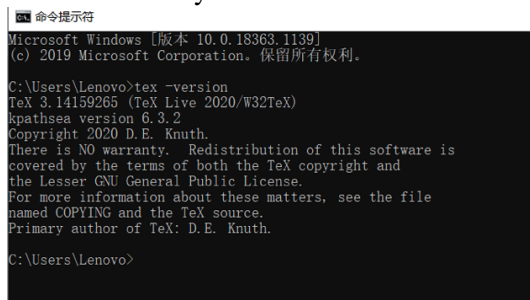 命令提示符
Microsoft Windows [版本 10.0.18363.1139]
(c) 2019 Microsoft Corporation。保留所有权利。
C:\Users\Lenovo>tex -version
TeX 3.14159265 (TeX Live 2020/W32TeX)
kpathsea version 6.3.2
Copyright 2020 D.E. Knuth.
There is NO warranty.  Redistribution of this software is
covered by the terms of both the TeX copyright and
the Lesser GNU General Public License.
For more information about these matters, see the file
named COPYING and the TeX source.
Primary author of TeX: D.E. Knuth.
C:\Users\Lenovo>